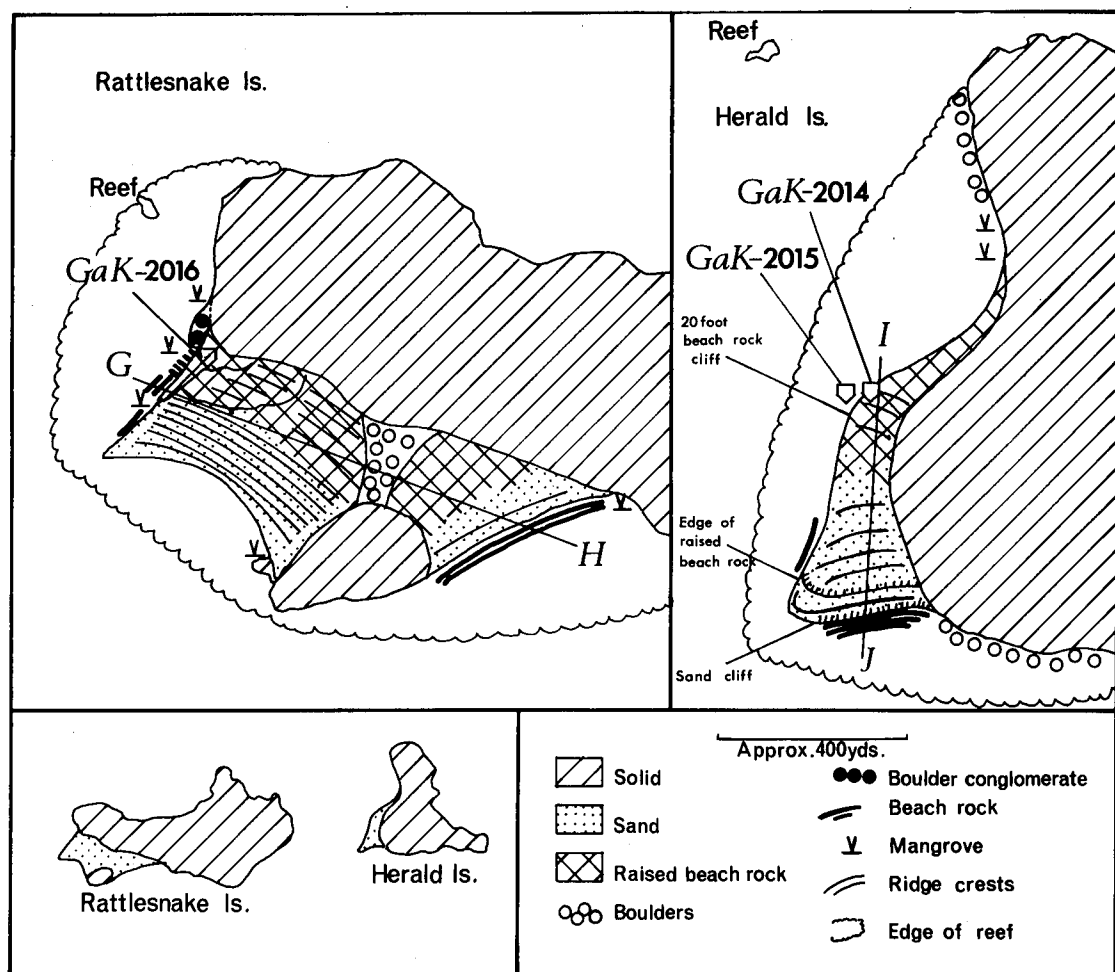 Rattlesnake Is.
Reef
GaK-2016
G
H
Reef
Herald Is.
GaK-2014
GaK-2015
20 foot
beach rock
cliff
I
Edge of
raised
beach rock
J
Sand cliff
Rattlesnake Is.
Herald Is.
Approx.400yds.
Solid
Sand
Raised beach rock
Boulders
Boulder conglomerate
Beach rock
Mangrove
Ridge crests
Edge of reef